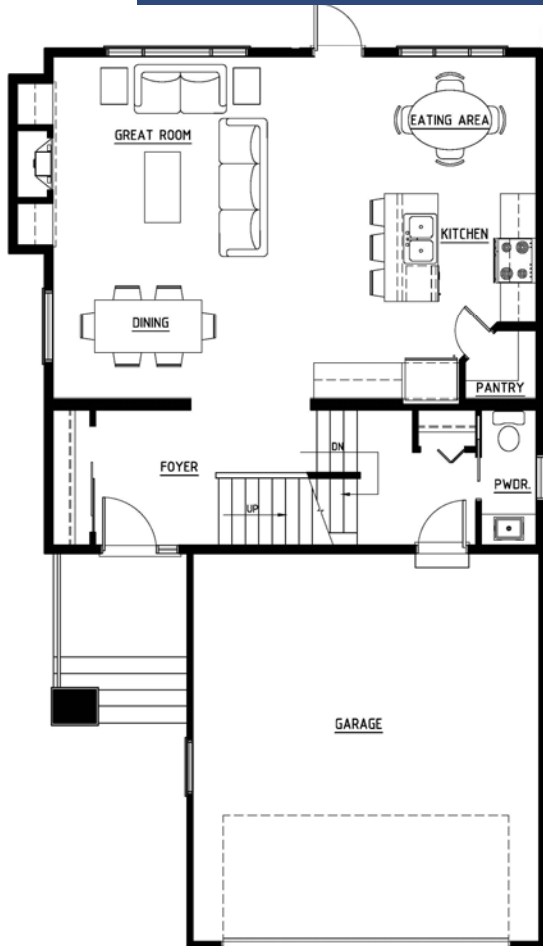 GREAT ROOM
EATING AREA
KITCHEN
DINING
PANTRY
DN
FOYER
PWDR.
UP
GARAGE